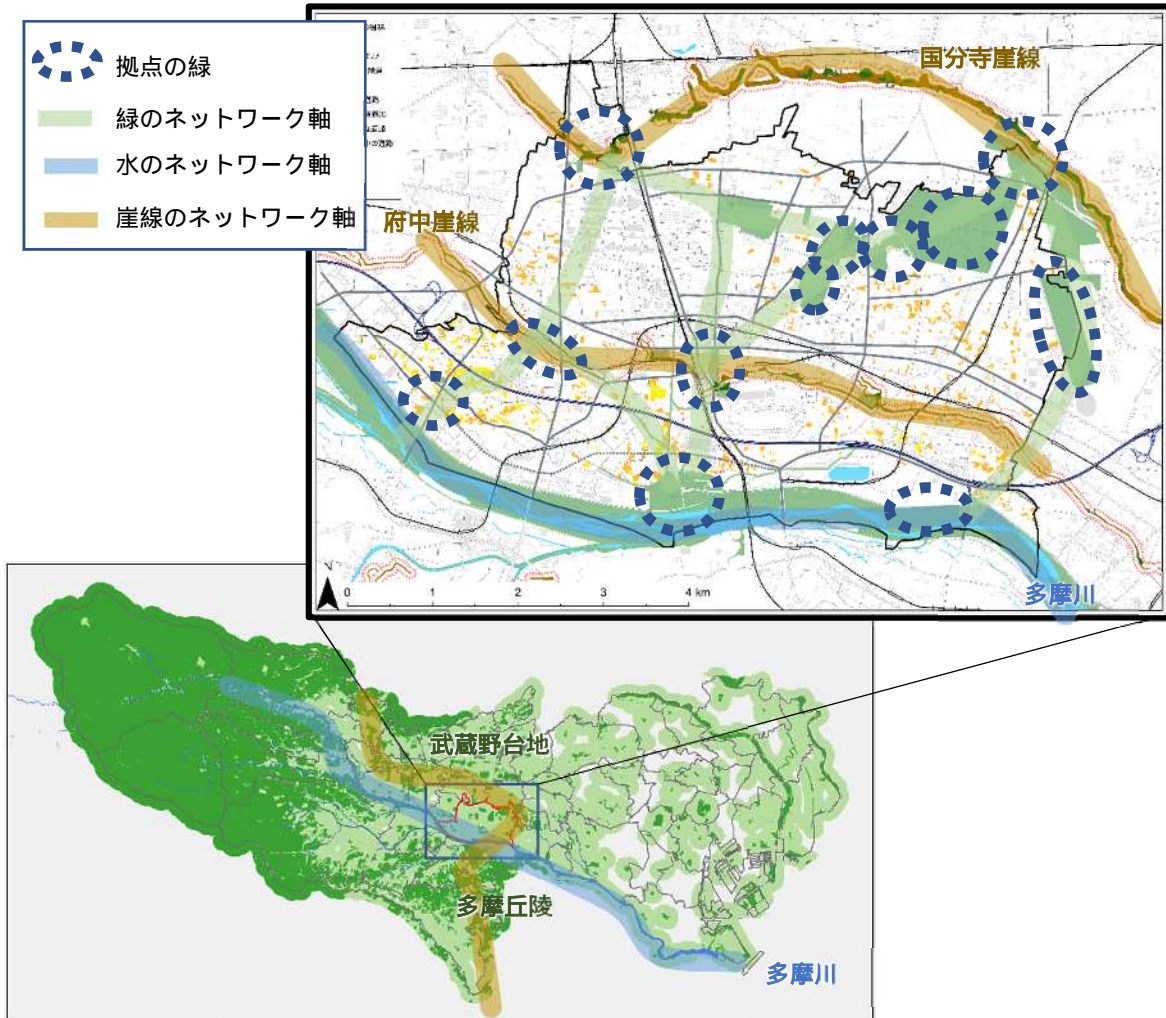 拠点の緑
緑のネットワーク軸
水のネットワーク軸
崖線のネットワーク軸
国分寺崖線
府中崖線
多摩川
0 1 2 3 4 km
武蔵野台地
多摩丘陵
多摩川